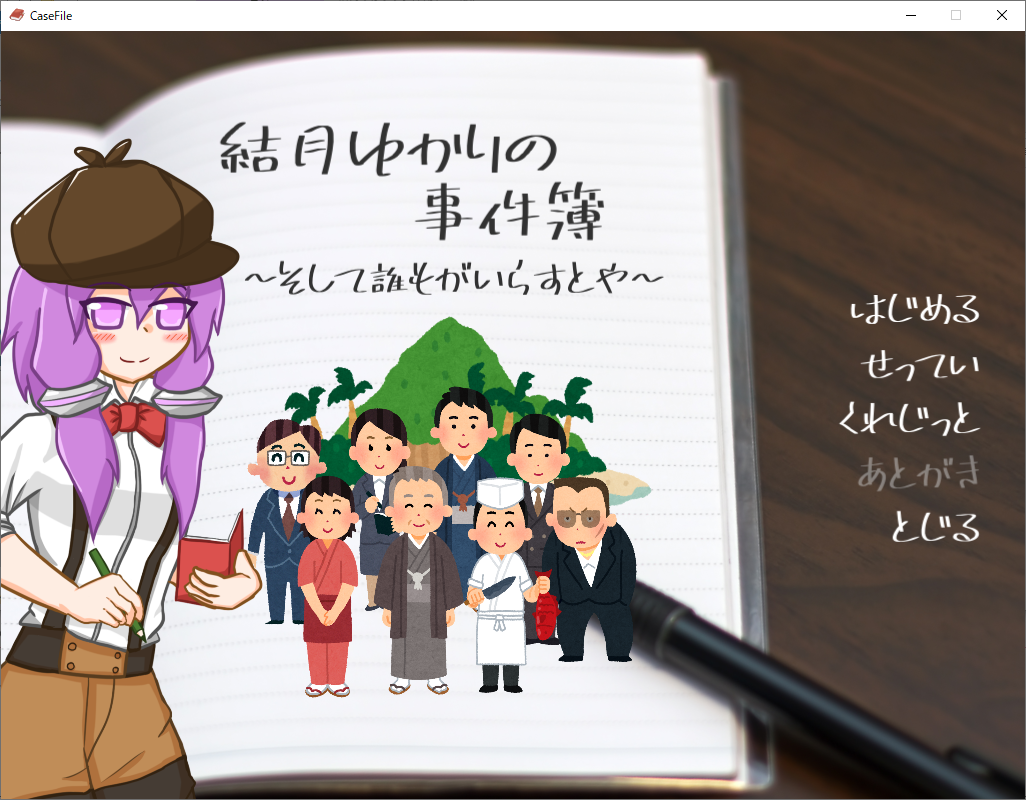 CaseFile
結月ゆかりの
事件簿
～そして誰もがいらすとや～
はじめる
せってい
くれじっと
あとがき
とじる